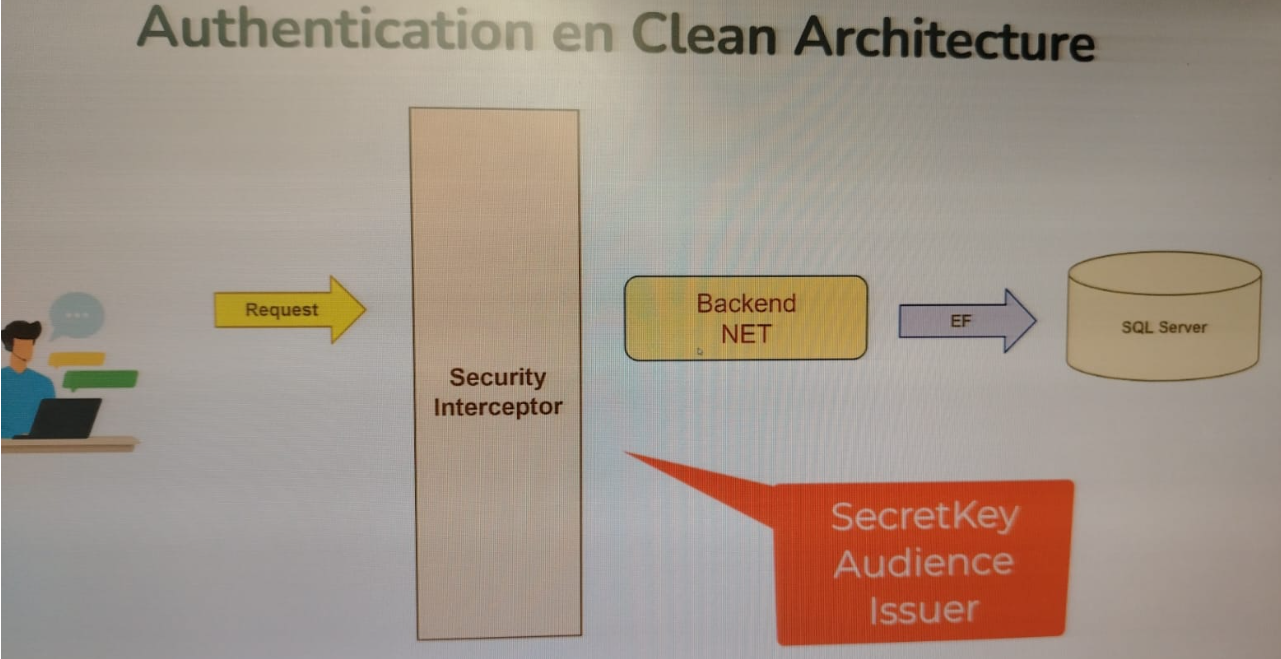 Authentication en Clean Architecture
Request
Security
Interceptor
Backend
NET
EF
SQL Server
SecretKey
Audience
Issuer